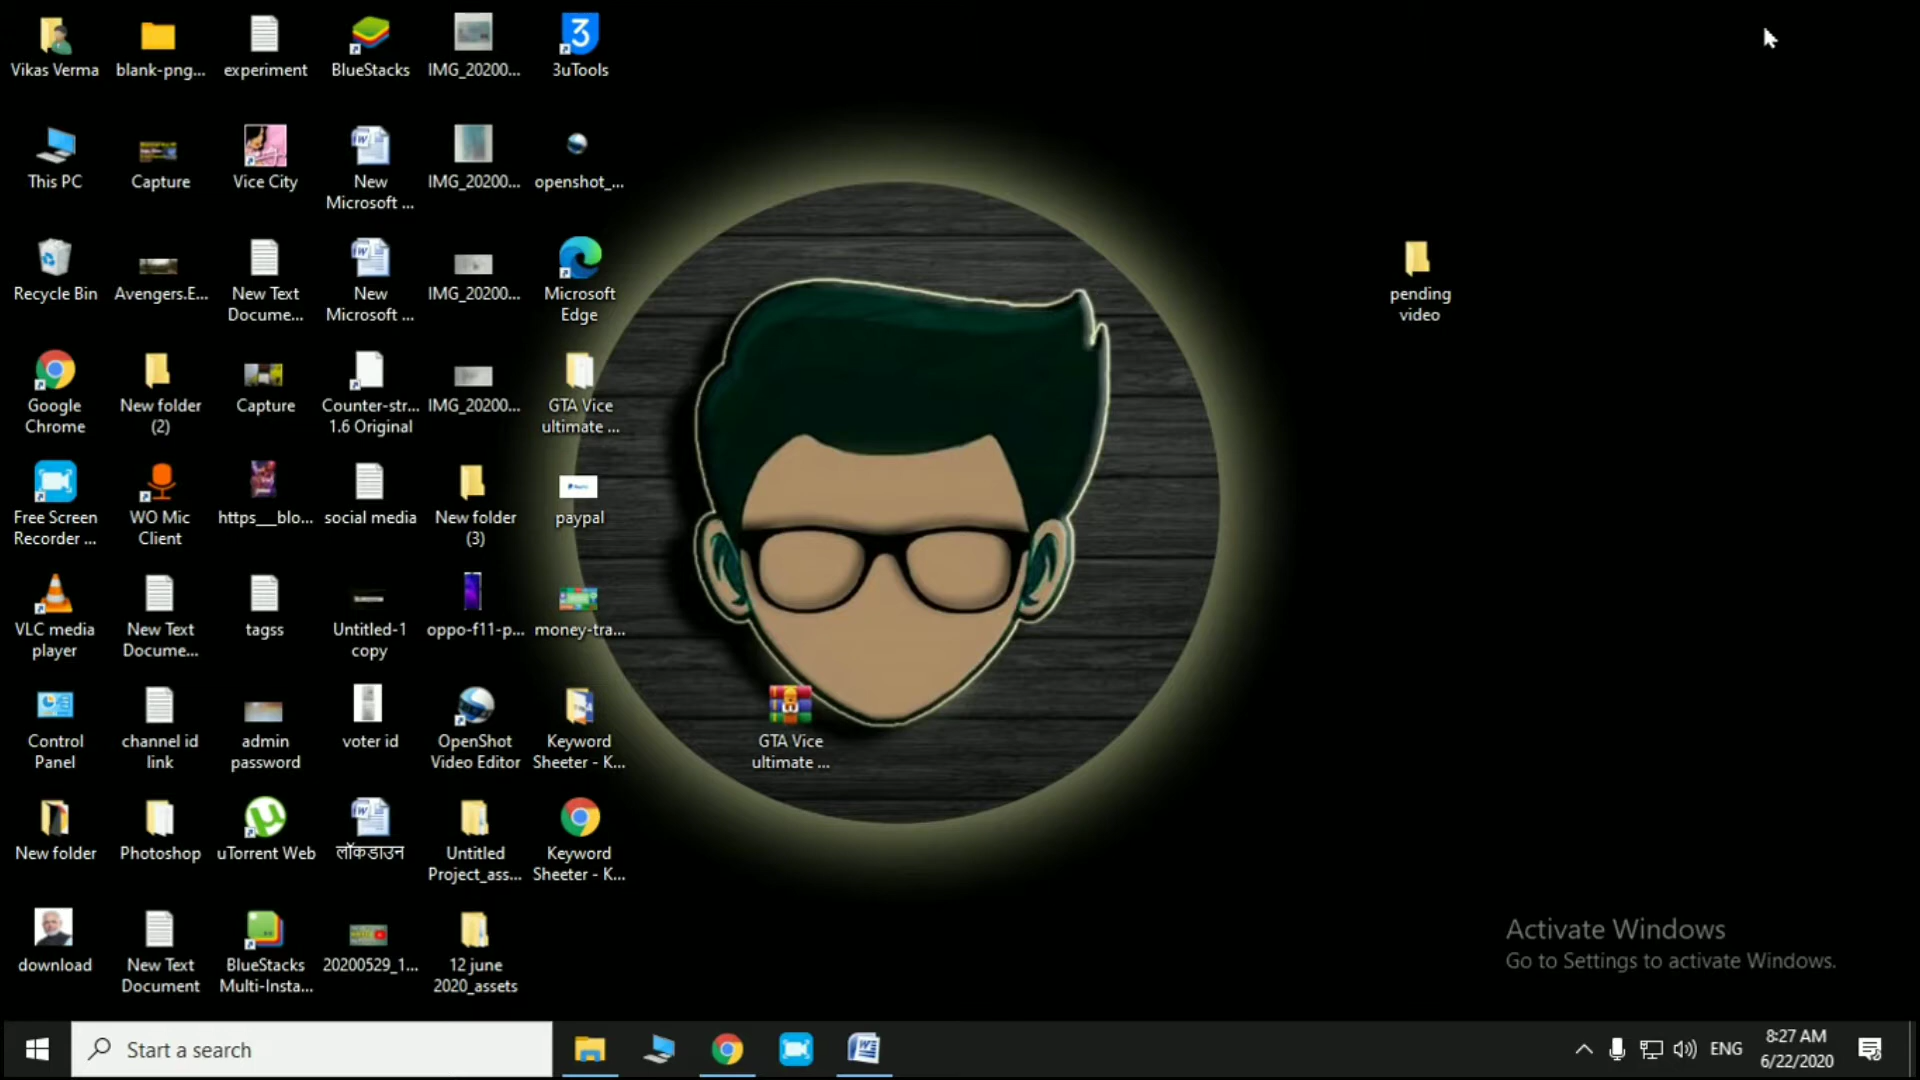 Vikas Verma
blank-png...
experiment
BlueStacks
IMG_20200...
3uTools
This PC
Capture
Vice City
New
Microsoft ...
IMG_20200...
openshot_...
Recycle Bin
Avengers.E...
New Text
Docume...
New
Microsoft ...
IMG_20200...
Microsoft
Edge
pending
video
Google
Chrome
New folder
(2)
Capture
Counter-str...
1.6 Original
IMG_20200...
GTA Vice
ultimate ...
Free Screen
Recorder ...
WO Mic
Client
https___blo...
social media
New folder
(3)
paypal
VLC media
player
New Text
Docume...
tagss
Untitled-1
copy
oppo-f11-p...
money-tra...
Control
Panel
channel id
link
admin
password
voter id
OpenShot
Video Editor
Keyword
Sheeter - K...
GTA Vice
ultimate ...
New folder
Photoshop
uTorrent Web
लॉकडाउन
Untitled
Project_ass...
Keyword
Sheeter - K...
download
New Text
Document
BlueStacks
Multi-Insta...
20200529_1...
12 june
2020_assets
Activate Windows
Go to Settings to activate Windows.
Start a search
ENG
8:27 AM
6/22/2020